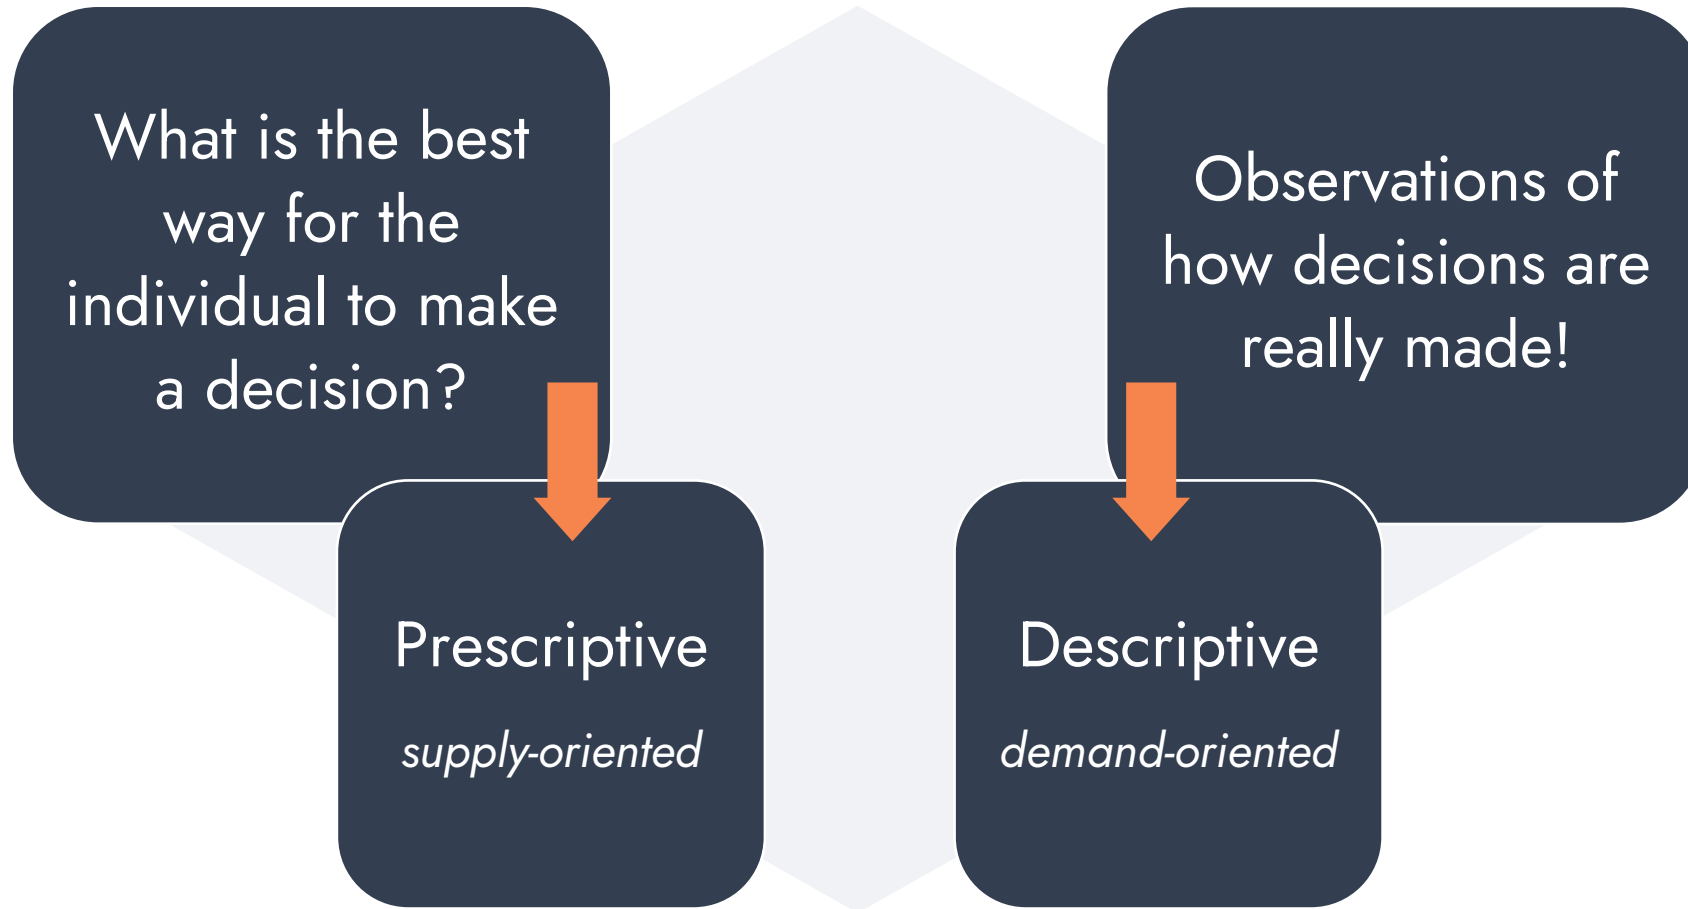 What is the best
way for the
individual to make
a decision?
Observations of
how decisions are
really made!
Prescriptive
supply-oriented
Descriptive
demand-oriented